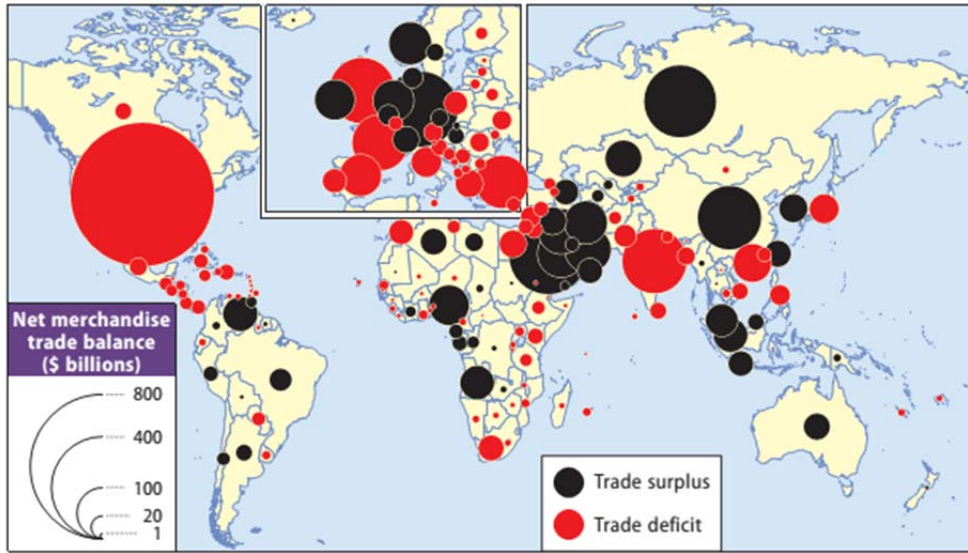 Net merchandise
trade balance
($ billions)
800
400
100
20
1
Trade surplus
Trade deficit